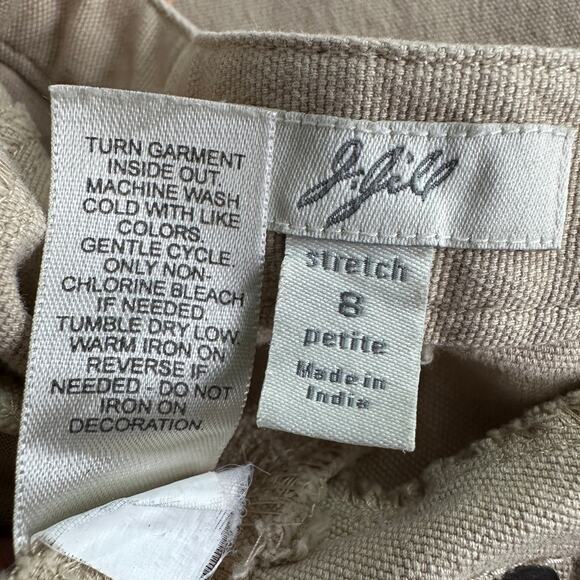 TURN GARMENT
INSIDE OUT,
MACHINE WASH
COLD WITH LIKE
COLORS,
GENTLE CYCLE.
ONLY NON-
CHLORINE BLEACH
IF NEEDED
TUMBLE DRY LOW.
WARM IRON ON
REVERSE IF
NEEDED. DO NOT
IRON ON
DECORATION.
J.Jill
stretch
8
petite
Made in
India